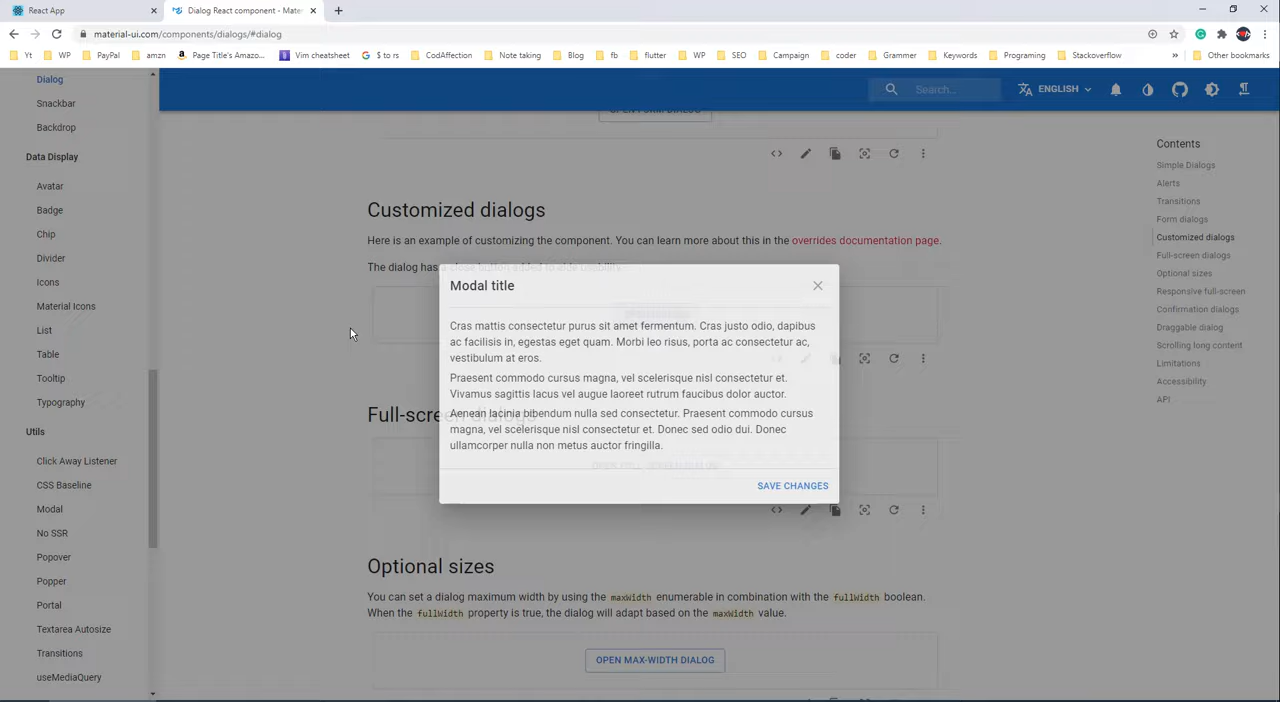 React App
Dialog React component - Mate
material-ui.com/components/dialogs/#dialog
Yt
WP
PayPal
amzn
Page Title's Amazo...
Vim cheatsheet
$ to rs
CodAffection
Note taking
Blog
fb
flutter
WP
SEO
Campaign
coder
Grammer
Keywords
Programing
Stackoverflow
»
Other bookmarks
Search...
ENGLISH
Dialog
Snackbar
Backdrop
Data Display
Avatar
Badge
Chip
Divider
Icons
Material Icons
List
Table
Tooltip
Typography
Utils
Click Away Listener
CSS Baseline
Modal
No SSR
Popover
Popper
Portal
Textarea Autosize
Transitions
useMediaQuery
OPEN FORM DIALOG
Customized dialogs
Here is an example of customizing the component. You can learn more about this in the overrides documentation page.
The dialog has a close button added to aide usability.
Modal title
Cras mattis consectetur purus sit amet fermentum. Cras justo odio, dapibus
ac facilisis in, egestas eget quam. Morbi leo risus, porta ac consectetur ac,
vestibulum at eros.
Praesent commodo cursus magna, vel scelerisque nisl consectetur et.
Vivamus sagittis lacus vel augue laoreet rutrum faucibus dolor auctor.
Aenean lacinia bibendum nulla sed consectetur. Praesent commodo cursus
magna, vel scelerisque nisl consectetur et. Donec sed odio dui. Donec
ullamcorper nulla non metus auctor fringilla.
SAVE CHANGES
Full-screen
Optional sizes
You can set a dialog maximum width by using the maxWidth enumerable in combination with the fullWidth boolean.
When the fullWidth property is true, the dialog will adapt based on the maxWidth value.
OPEN MAX-WIDTH DIALOG
Contents
Simple Dialogs
Alerts
Transitions
Form dialogs
Customized dialogs
Full-screen dialogs
Optional sizes
Responsive full-screen
Confirmation dialogs
Draggable dialog
Scrolling long content
Limitations
Accessibility
API